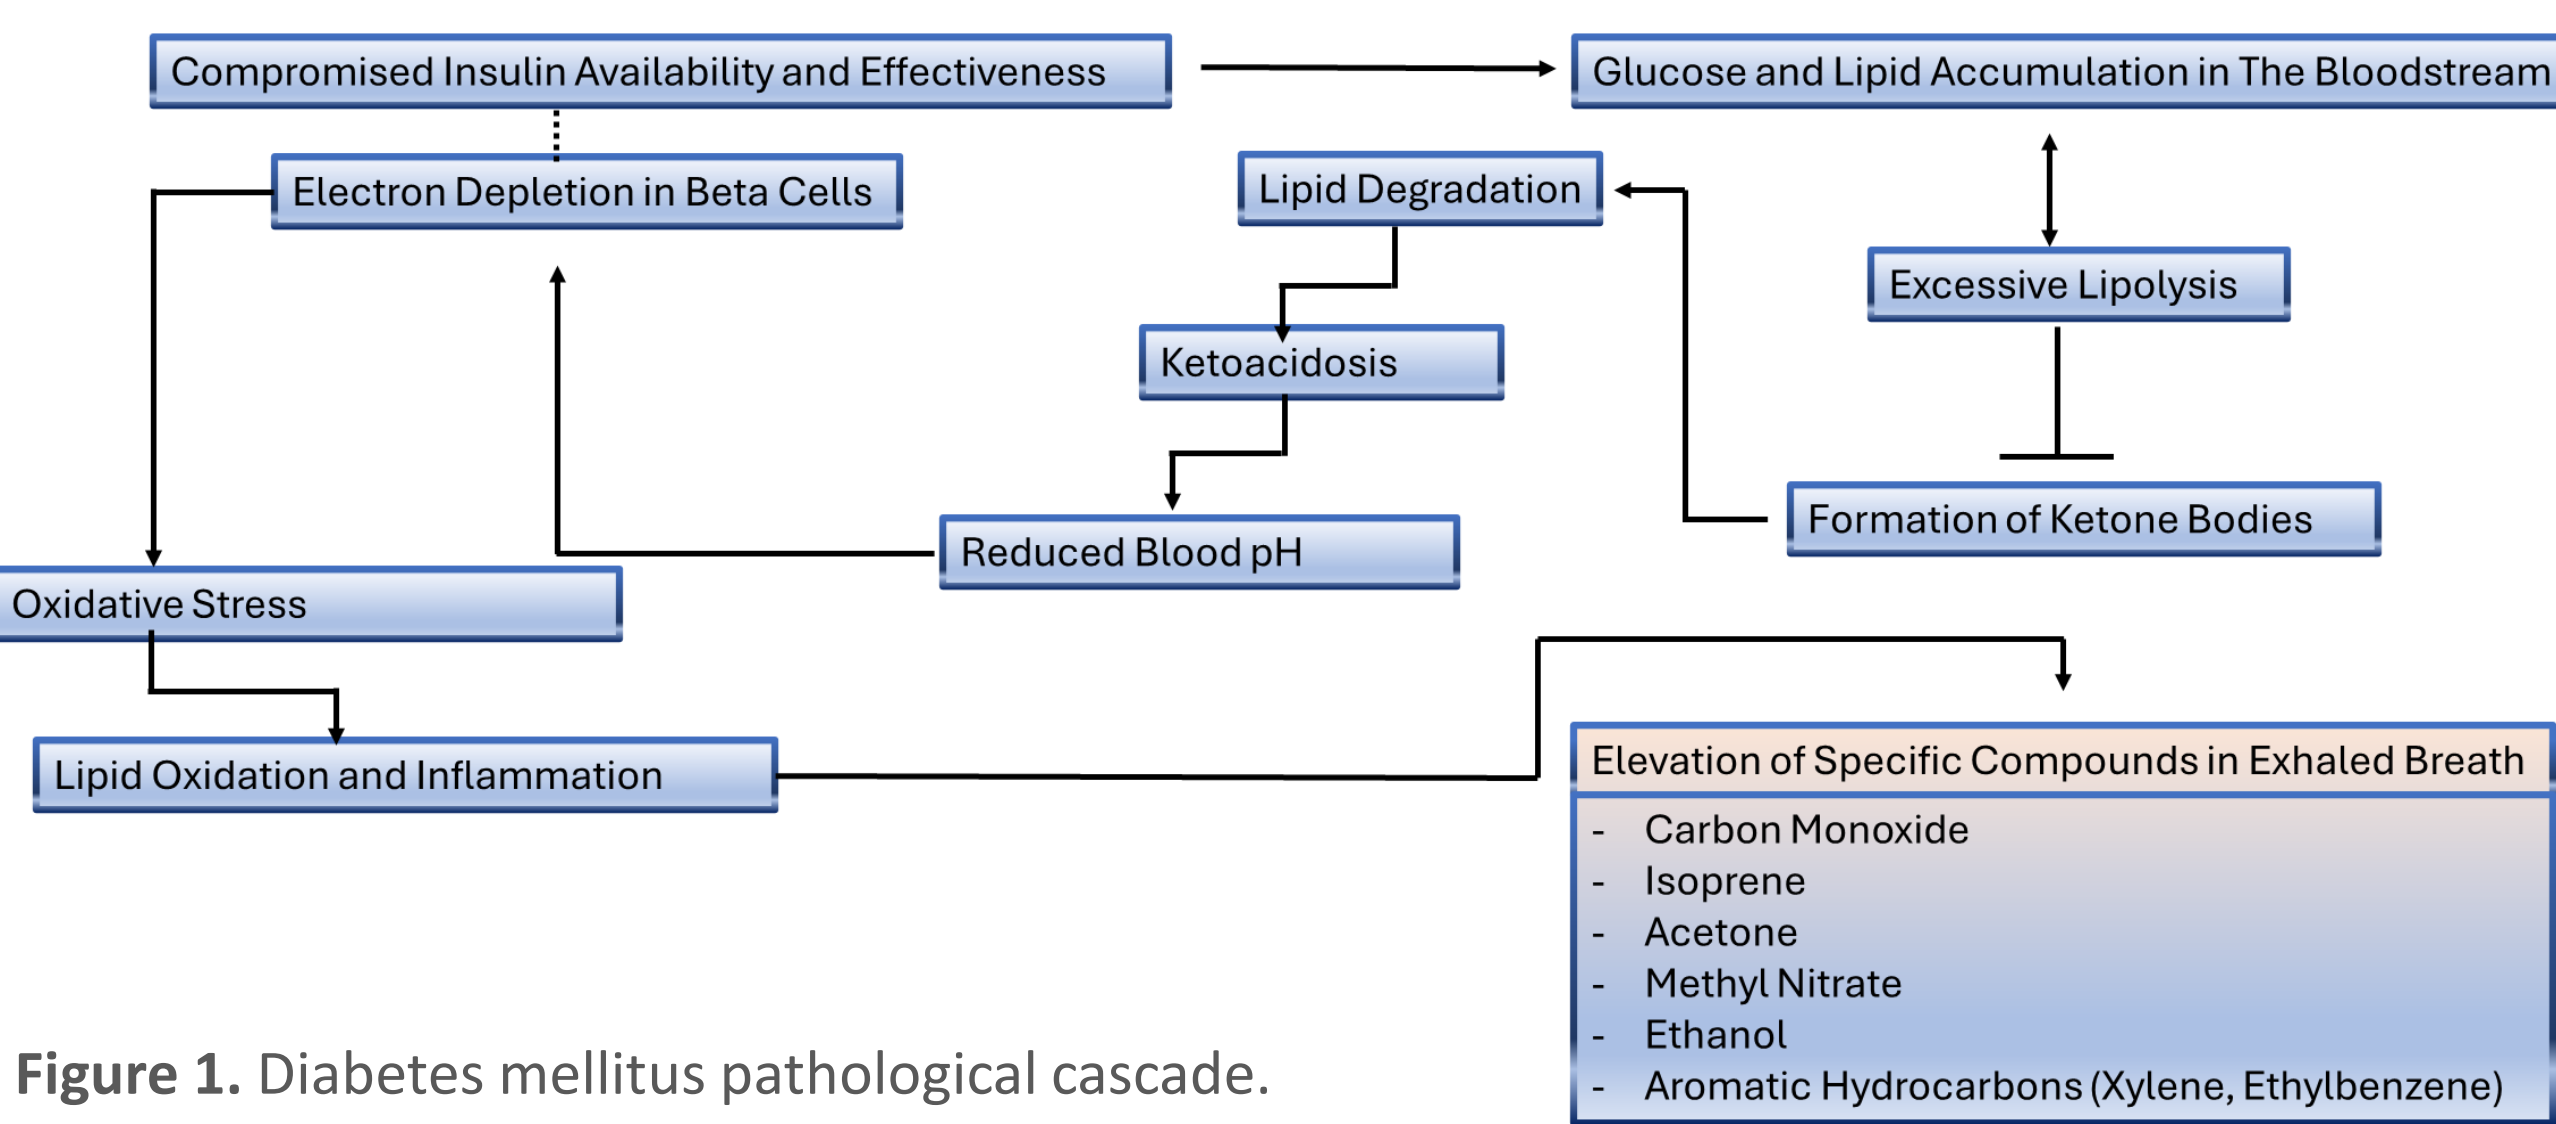 Compromised Insulin Availability and Effectiveness
Glucose and Lipid Accumulation in The Bloodstream
Electron Depletion in Beta Cells
Lipid Degradation
Excessive Lipolysis
Ketoacidosis
Formation of Ketone Bodies
Reduced Blood pH
Oxidative Stress
Lipid Oxidation and Inflammation
Elevation of Specific Compounds in Exhaled Breath
- Carbon Monoxide
- Isoprene
- Acetone
- Methyl Nitrate
- Ethanol
- Aromatic Hydrocarbons (Xylene, Ethylbenzene)
Figure 1. Diabetes mellitus pathological cascade.